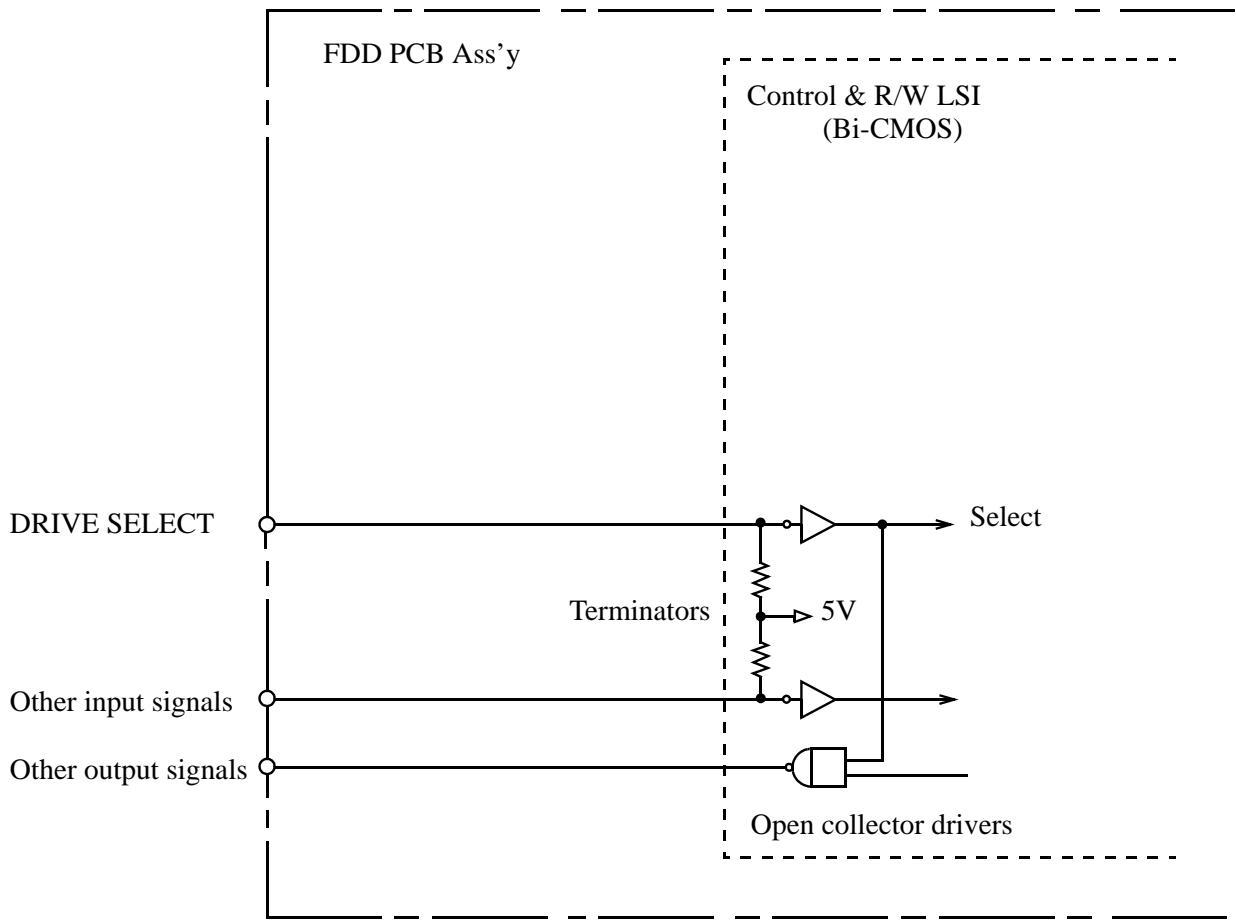 FDD PCB Ass’y
Control & R/W LSI
(Bi-CMOS)
DRIVE SELECT
Select
Terminators
5V
Other input signals
Other output signals
Open collector drivers